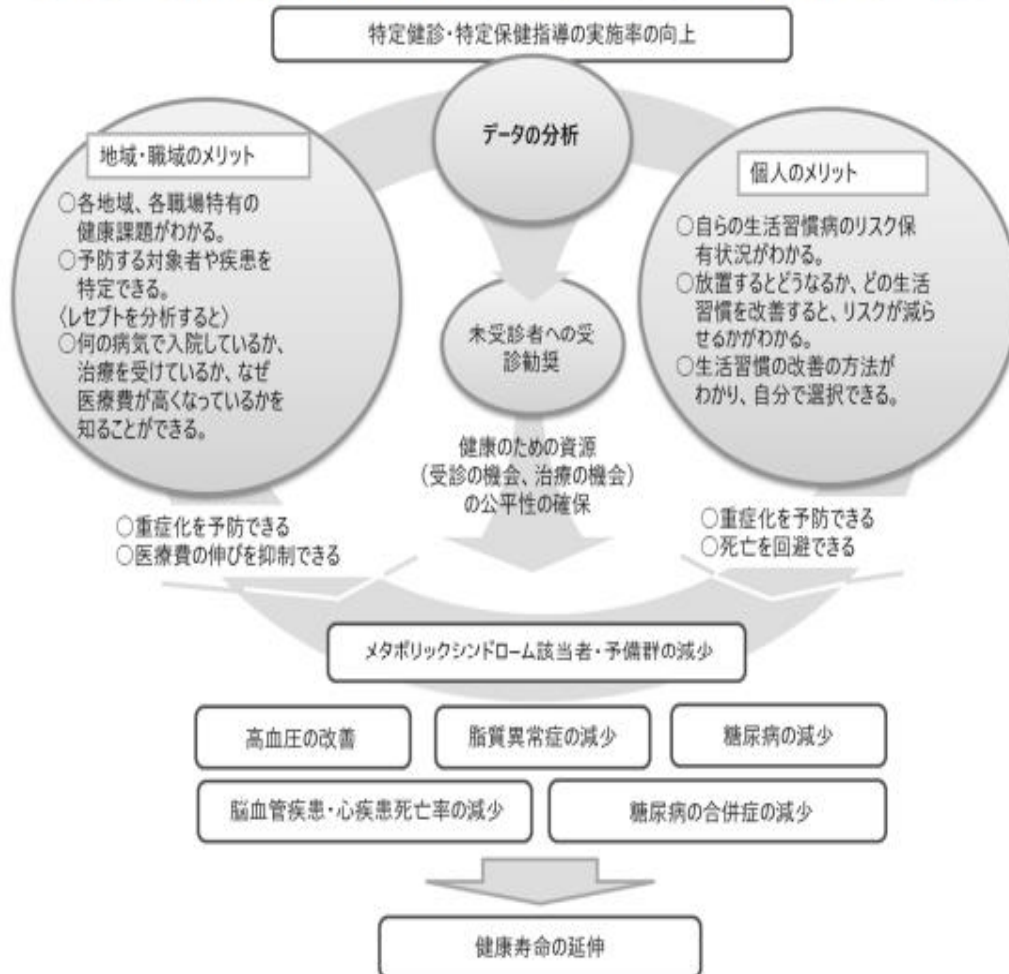 特定健診・特定保健指導の実施率の向上
データの分析
地域・職域のメリット
○各地域、各職場特有の
健康課題がわかる。
○予防する対象者や疾患を
特定できる。
〈レセプトを分析すると〉
○何の病気で入院しているか、
治療を受けているか、なぜ
医療費が高くなっているかを
知ることができる。
個人のメリット
○自らの生活習慣病のリスク保
有状況がわかる。
○放置するとどうなるか、どの生活
習慣を改善すると、リスクが減ら
せるかがわかる。
○生活習慣の改善の方法が
わかり、自分で選択できる。
未受診者への受
診勧奨
健康のための資源
(受診の機会、治療の機会)
の公平性の確保
○重症化を予防できる
○医療費の伸びを抑制できる
○重症化を予防できる
○死亡を回避できる
メタボリックシンドローム該当者・予備群の減少
高血圧の改善
脂質異常症の減少
糖尿病の減少
脳血管疾患・心疾患死亡率の減少
糖尿病の合併症の減少
健康寿命の延伸